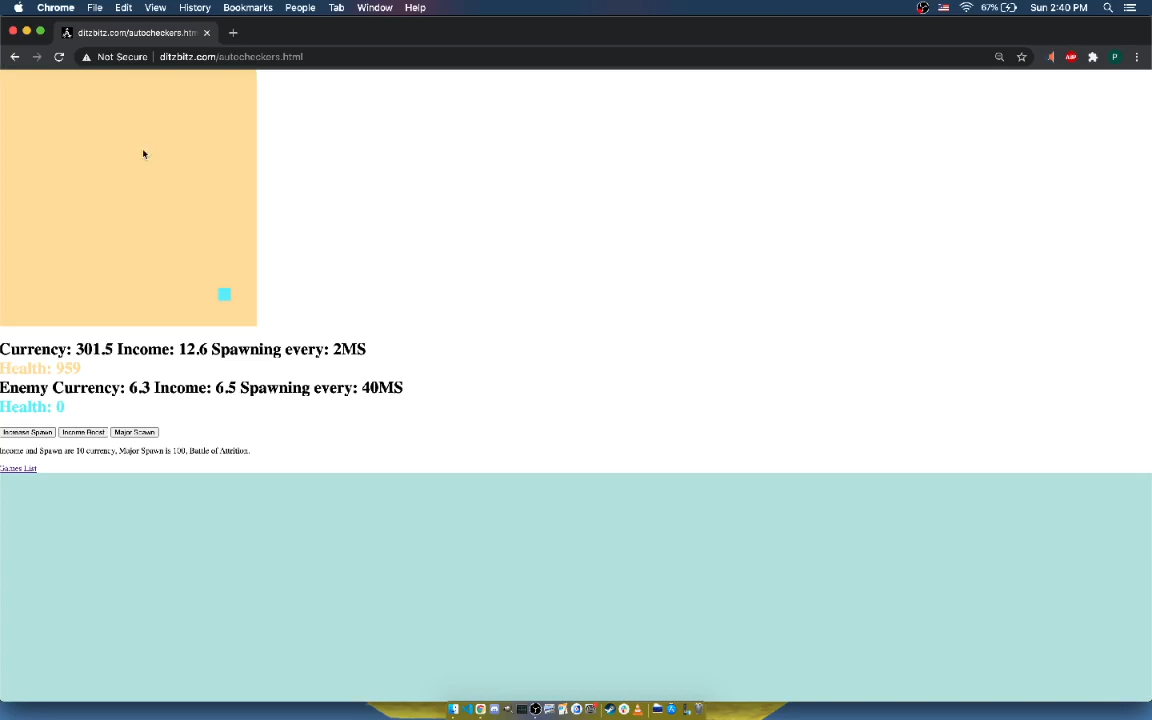 Chrome File Edit View History Bookmarks People Tab Window Help 67% Sun 2:40 PM
ditzbitz.com/autocheckers.htm
Not Secure ditzbitz.com/autocheckers.html ABP P
Currency: 301.5 Income: 12.6 Spawning every: 2MS
Health: 959
Enemy Currency: 6.3 Income: 6.5 Spawning every: 40MS
Health: 0
Increase Spawn Income Boost Major Spawn
Income and Spawn are 10 currency, Major Spawn is 100, Battle of Attrition.
Games List